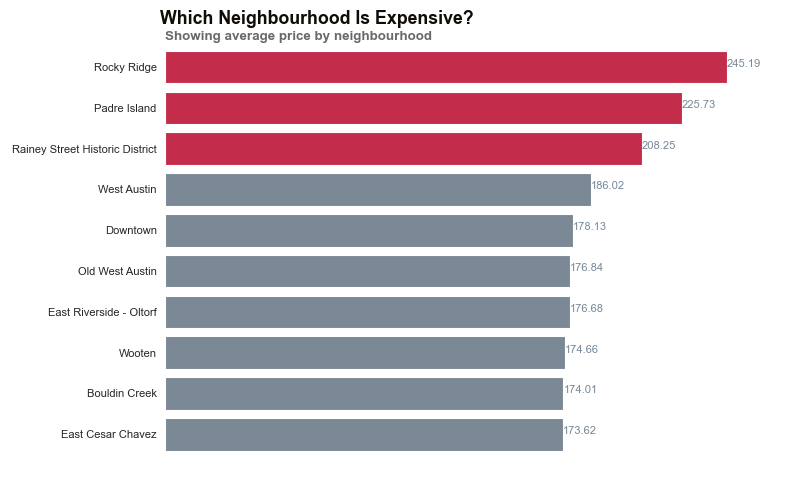 Which Neighbourhood Is Expensive?
Showing average price by neighbourhood
Rocky Ridge 245.19
Padre Island 225.73
Rainey Street Historic District 208.25
West Austin 186.02
Downtown 178.13
Old West Austin 176.84
East Riverside - Oltorf 176.68
Wooten 174.66
Bouldin Creek 174.01
East Cesar Chavez 173.62